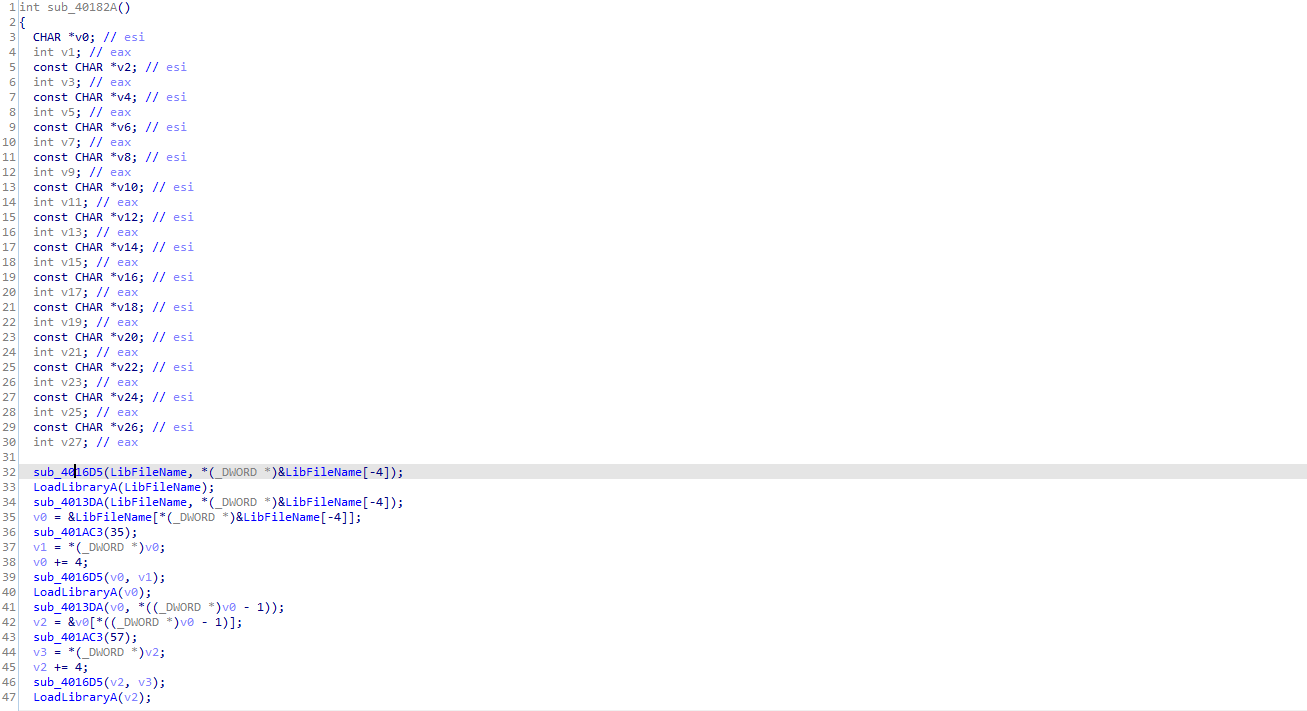 1 int sub_40182A()
2 {
3 CHAR *v0; // esi
4 int v1; // eax
5 const CHAR *v2; // esi
6 int v3; // eax
7 const CHAR *v4; // esi
8 int v5; // eax
9 const CHAR *v6; // esi
10 int v7; // eax
11 const CHAR *v8; // esi
12 int v9; // eax
13 const CHAR *v10; // esi
14 int v11; // eax
15 const CHAR *v12; // esi
16 int v13; // eax
17 const CHAR *v14; // esi
18 int v15; // eax
19 const CHAR *v16; // esi
20 int v17; // eax
21 const CHAR *v18; // esi
22 int v19; // eax
23 const CHAR *v20; // esi
24 int v21; // eax
25 const CHAR *v22; // esi
26 int v23; // eax
27 const CHAR *v24; // esi
28 int v25; // eax
29 const CHAR *v26; // esi
30 int v27; // eax
31
32 sub_4016D5(LibFileName, *(_DWORD *)&LibFileName[-4]);
33 LoadLibraryA(LibFileName);
34 sub_4013DA(LibFileName, *(_DWORD *)&LibFileName[-4]);
35 v0 = &LibFileName[*(_DWORD *)&LibFileName[-4]];
36 sub_401AC3(35);
37 v1 = *(_DWORD *)v0;
38 v0 += 4;
39 sub_4016D5(v0, v1);
40 LoadLibraryA(v0);
41 sub_4013DA(v0, *((_DWORD *)v0 - 1));
42 v2 = &v0[*((_DWORD *)v0 - 1)];
43 sub_401AC3(57);
44 v3 = *(_DWORD *)v2;
45 v2 += 4;
46 sub_4016D5(v2, v3);
47 LoadLibraryA(v2);